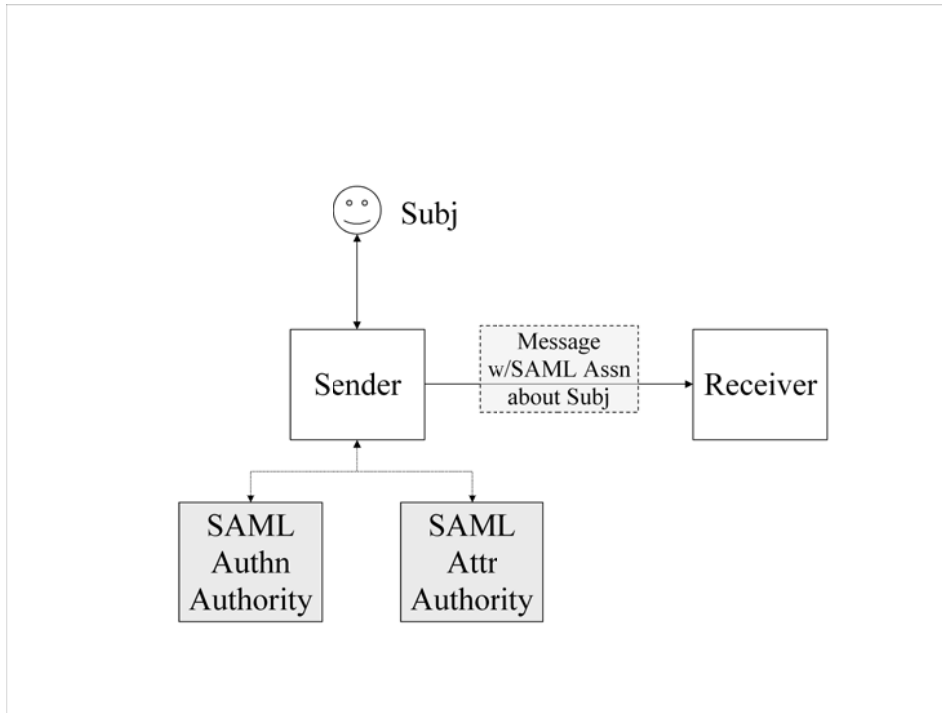 Subj
Sender
Message
w/SAML Assn
about Subj
Receiver
SAML
Authn
Authority
SAML
Attr
Authority